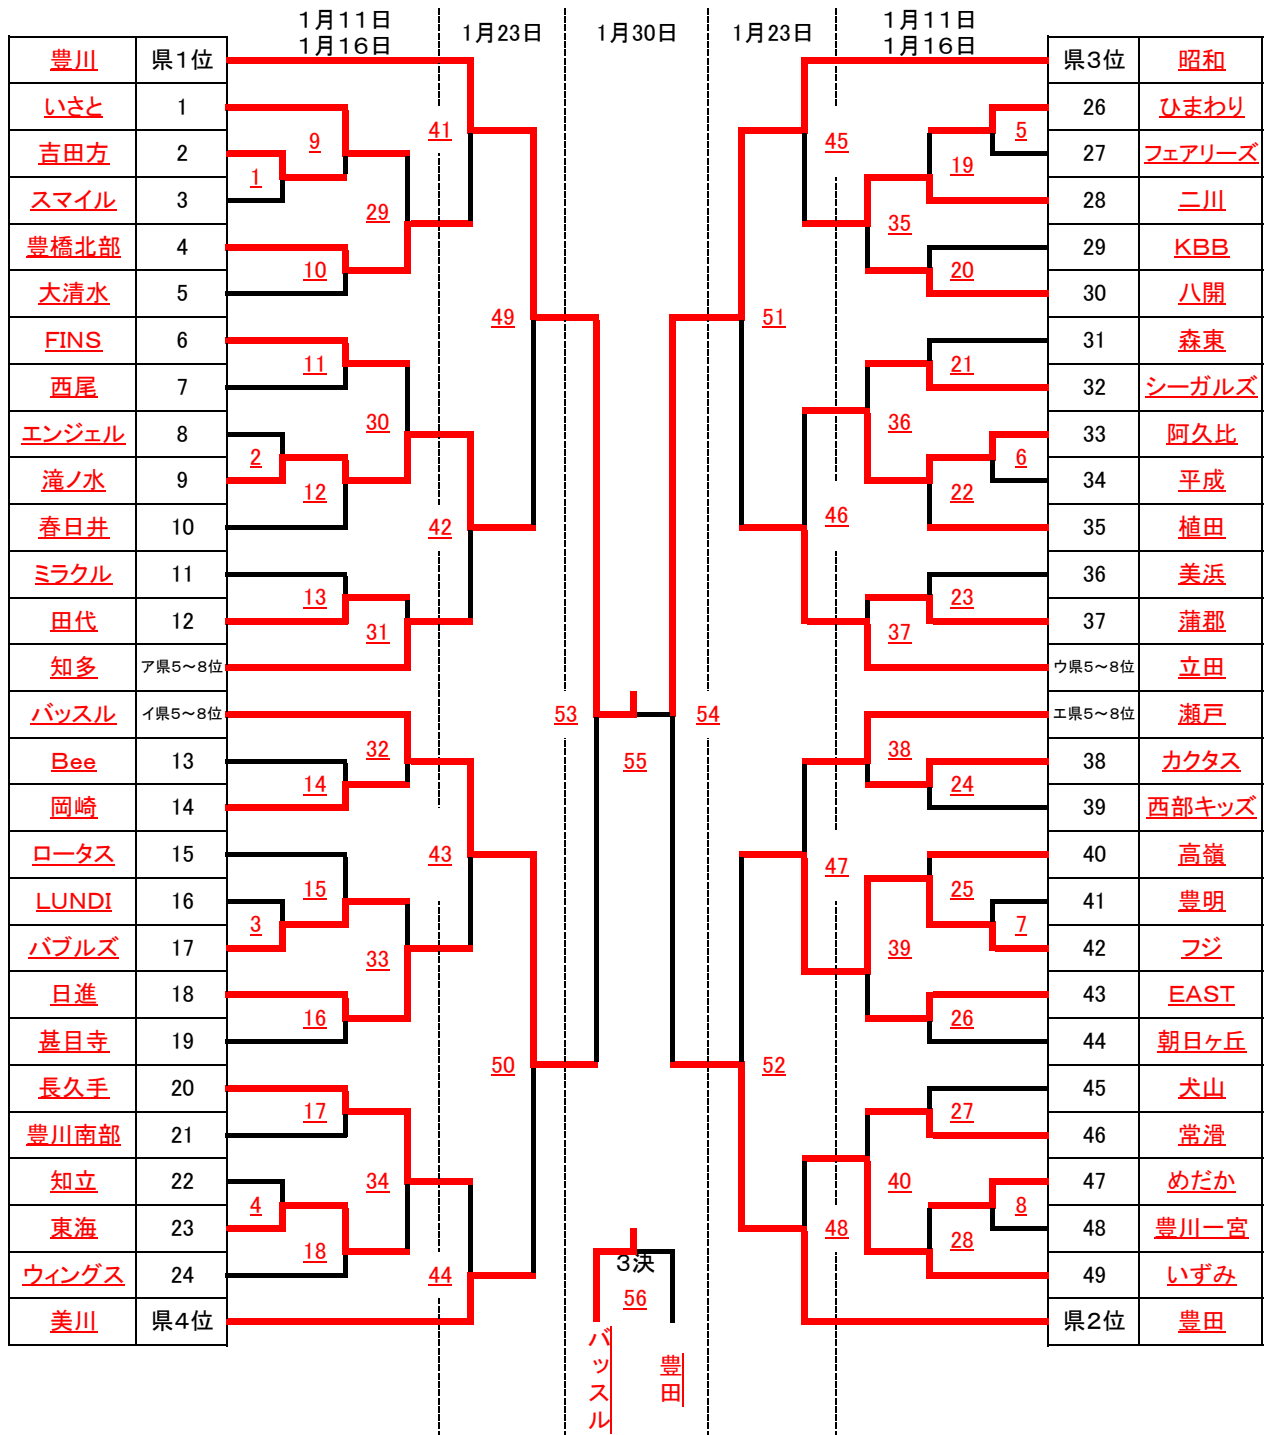 1月11日
1月16日
1月23日
1月30日
1月23日
1月11日
1月16日
豊川 県1位
いさと 1
吉田方 2
スマイル 3
豊橋北部 4
大清水 5
FINS 6
西尾 7
エンジェル 8
滝ノ水 9
春日井 10
ミラクル 11
田代 12
知多 ア県5～8位
バッスル イ県5～8位
Bee 13
岡崎 14
ロータス 15
LUNDI 16
バブルズ 17
日進 18
甚目寺 19
長久手 20
豊川南部 21
知立 22
東海 23
ウィングス 24
美川 県4位
1
2
3
4
9
10
11
12
13
14
15
16
17
18
29
30
31
32
33
34
41
42
43
44
49
50
53
55
54
3決
56
バッスル
豊田
51
52
45
46
47
48
35
36
37
38
39
40
19
20
21
22
23
24
25
26
27
28
5
6
7
8
県3位 昭和
26 ひまわり
27 フェアリーズ
28 二川
29 KBB
30 八開
31 森東
32 シーガルズ
33 阿久比
34 平成
35 植田
36 美浜
37 蒲郡
ウ県5～8位 立田
エ県5～8位 瀬戸
38 カクタス
39 西部キッズ
40 高嶺
41 豊明
42 フジ
43 EAST
44 朝日ヶ丘
45 犬山
46 常滑
47 めだか
48 豊川一宮
49 いずみ
県2位 豊田